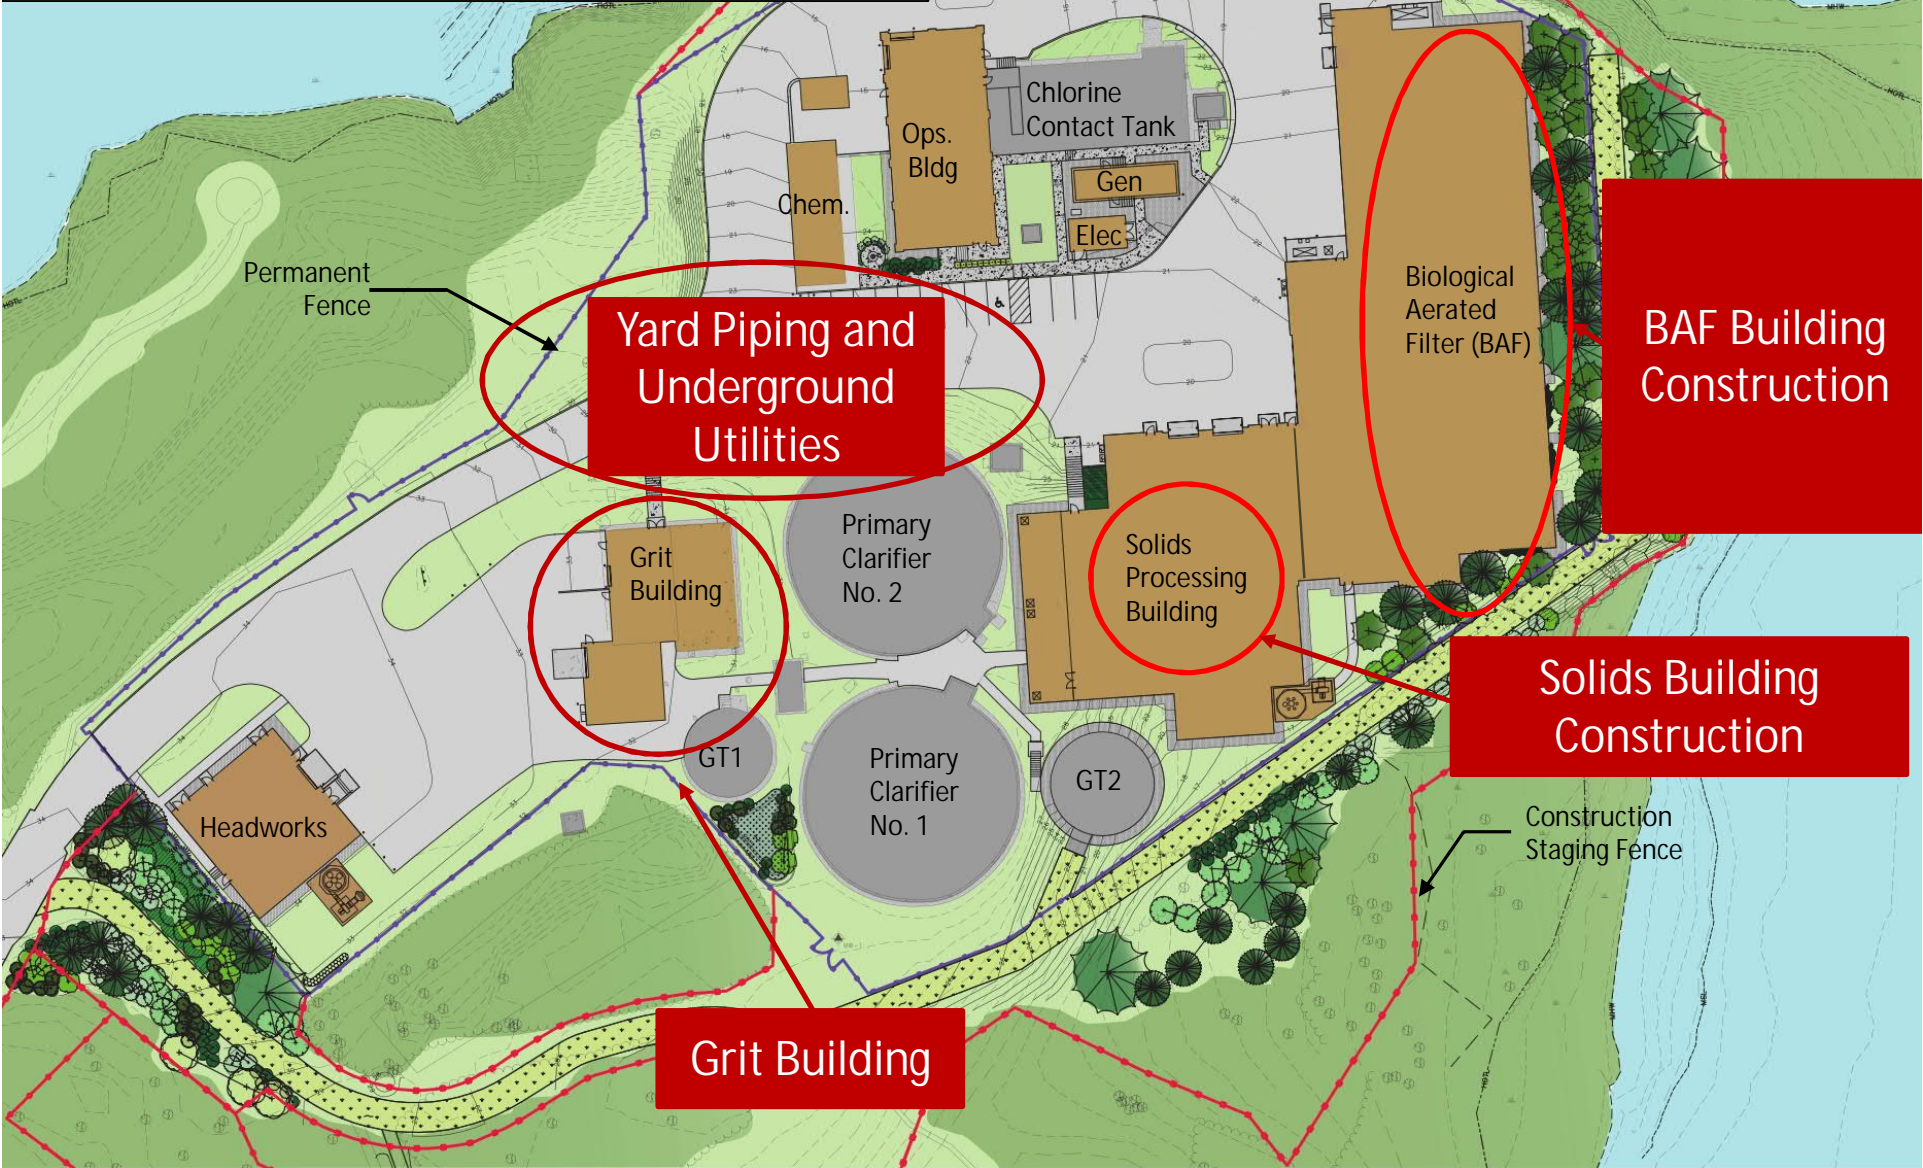 Chlorine
Contact Tank
Ops.
Bldg
Gen
Chem.
Elec
Permanent
Fence
Biological
Aerated
Filter (BAF)
Yard Piping and
Underground
Utilities
BAF Building
Construction
Primary
Clarifier
No. 2
Grit
Building
Solids
Processing
Building
Solids Building
Construction
GT1
Primary
Clarifier
No. 1
GT2
Headworks
Construction
Staging Fence
Grit Building